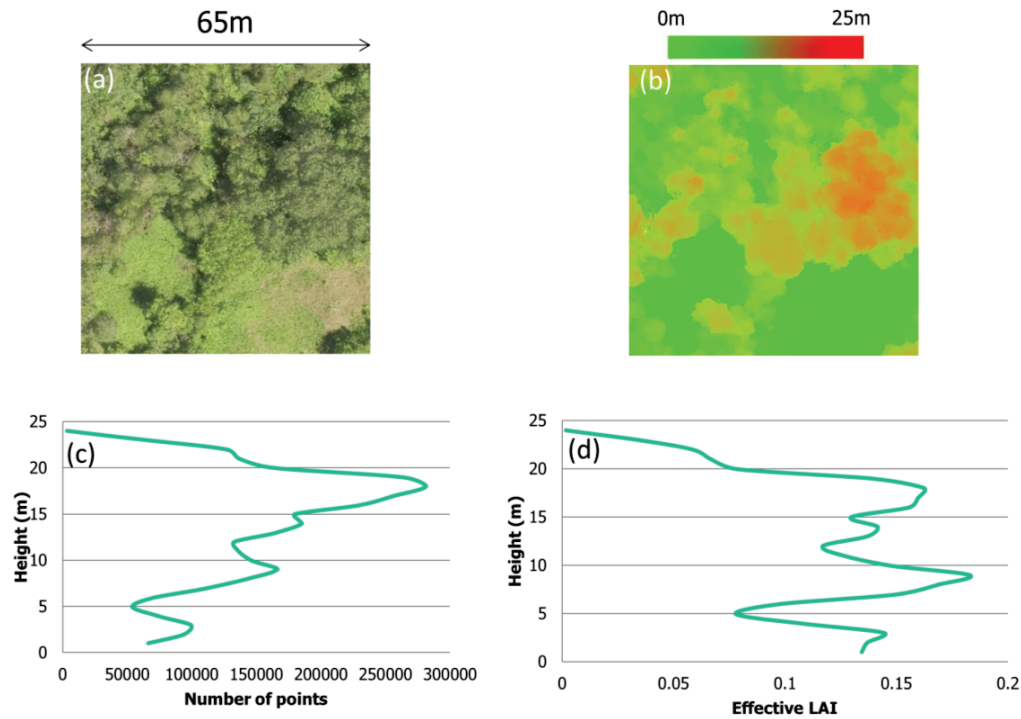 65m
0m 25m
(a)
(b)
25
20
15
10
5
0
Height (m)
(c)
0 50000 100000 150000 200000 250000 300000
Number of points
25
20
15
10
5
0
Height (m)
(d)
0 0.05 0.1 0.15 0.2
Effective LAI